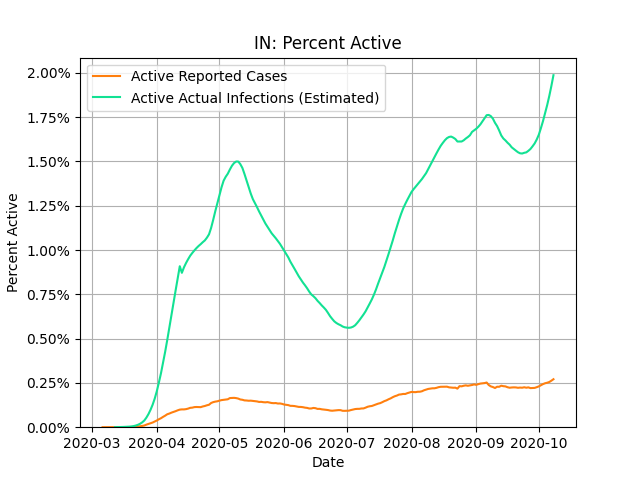 IN: Percent Active
Active Reported Cases
Active Actual Infections (Estimated)
2.00%
1.75%
1.50%
1.25%
1.00%
0.75%
0.50%
0.25%
0.00%
Percent Active
2020-03 2020-04 2020-05 2020-06 2020-07 2020-08 2020-09 2020-10
Date